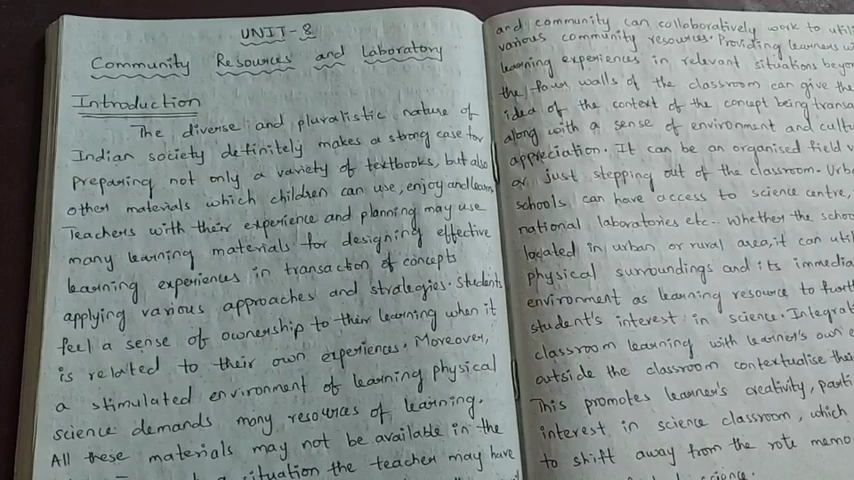 UNIT-8
Community Resources and Laboratory
Introduction
The diverse and pluralistic nature of
Indian society definitely makes a strong case for
preparing not only a variety of textbooks, but also
other materials which children can use, enjoy and learn
Teachers with their experience and planning may use
many learning materials for designing effective
learning experiences in transaction of concepts
applying various approaches and strategies. Students
feel a sense of ownership to their learning when it
is related to their own experiences. Moreover,
a stimulated environment of learning physical
science demands many resources of learning.
All these materials may not be available in the
situation the teacher may have
and community can collaboratively work to
various community resources. Providing learners
learning experiences in relevant situations
the four walls of the classroom can give
idea of the context of the concept being
along with a sense of environment and
appreciation. It can be an organised field
or just stepping out of the classroom.
schools can have access to science centre,
national laboratories etc.. Whether the
located in urban or rural area, it can
physical surroundings and its
environment as learning resource to
student's interest in science.
classroom learning with learner's own
outside the classroom contextualise
This promotes learner's creativity,
interest in science classroom, which
to shift away from the rote
science.